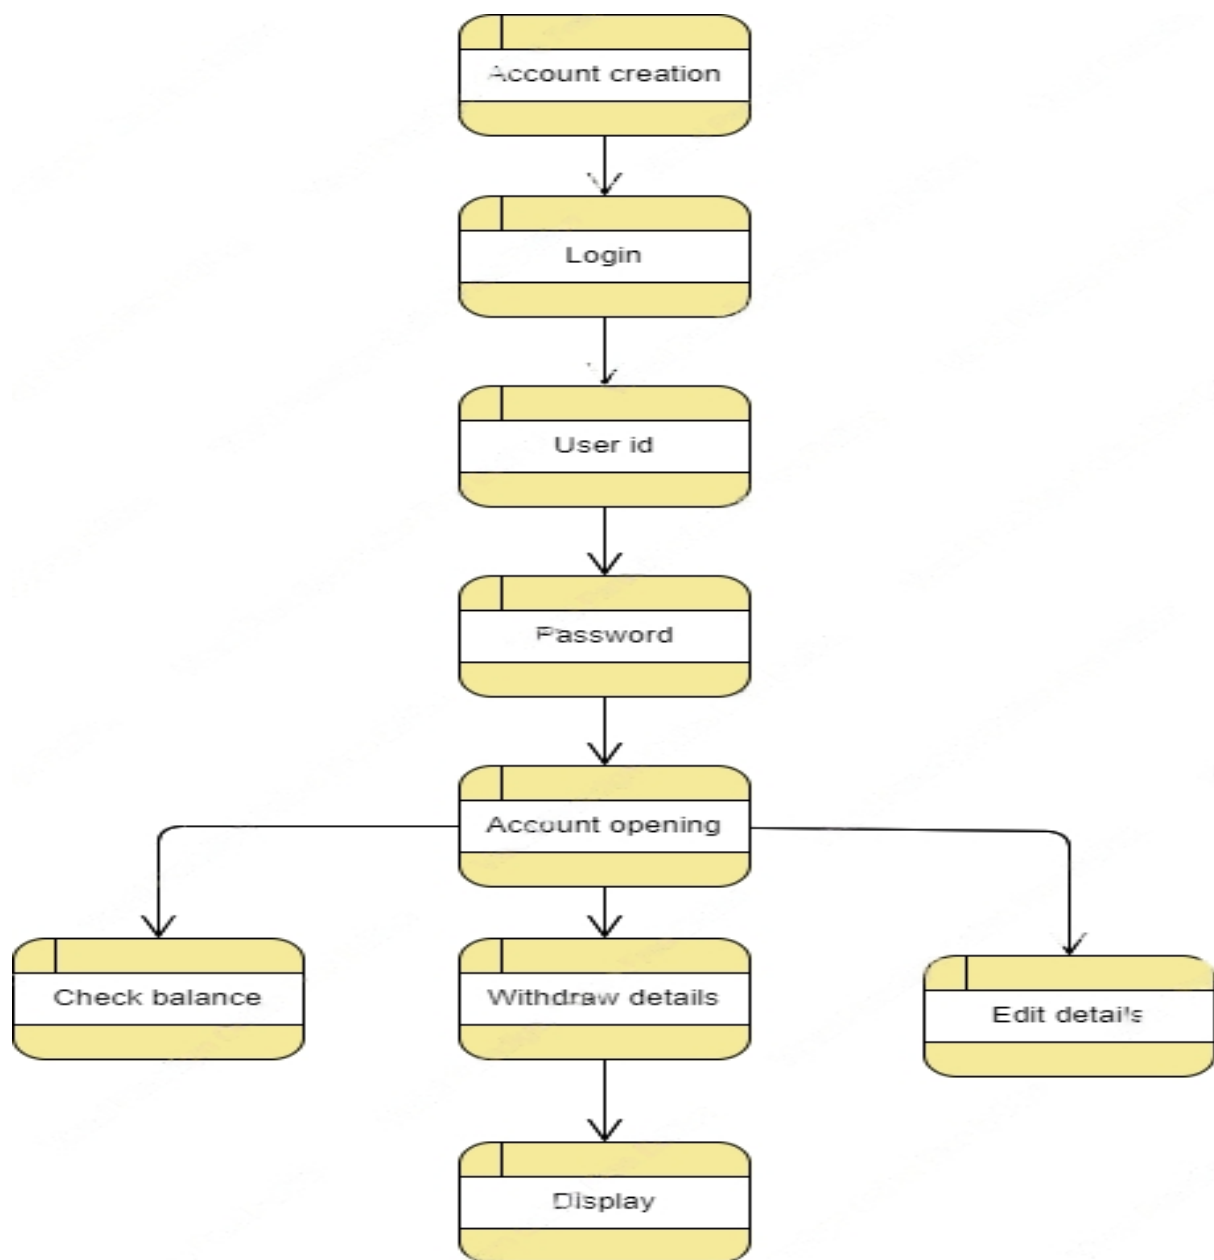 Account creation
Login
User id
Password
Account opening
Check balance
Withdraw details
Edit details
Display